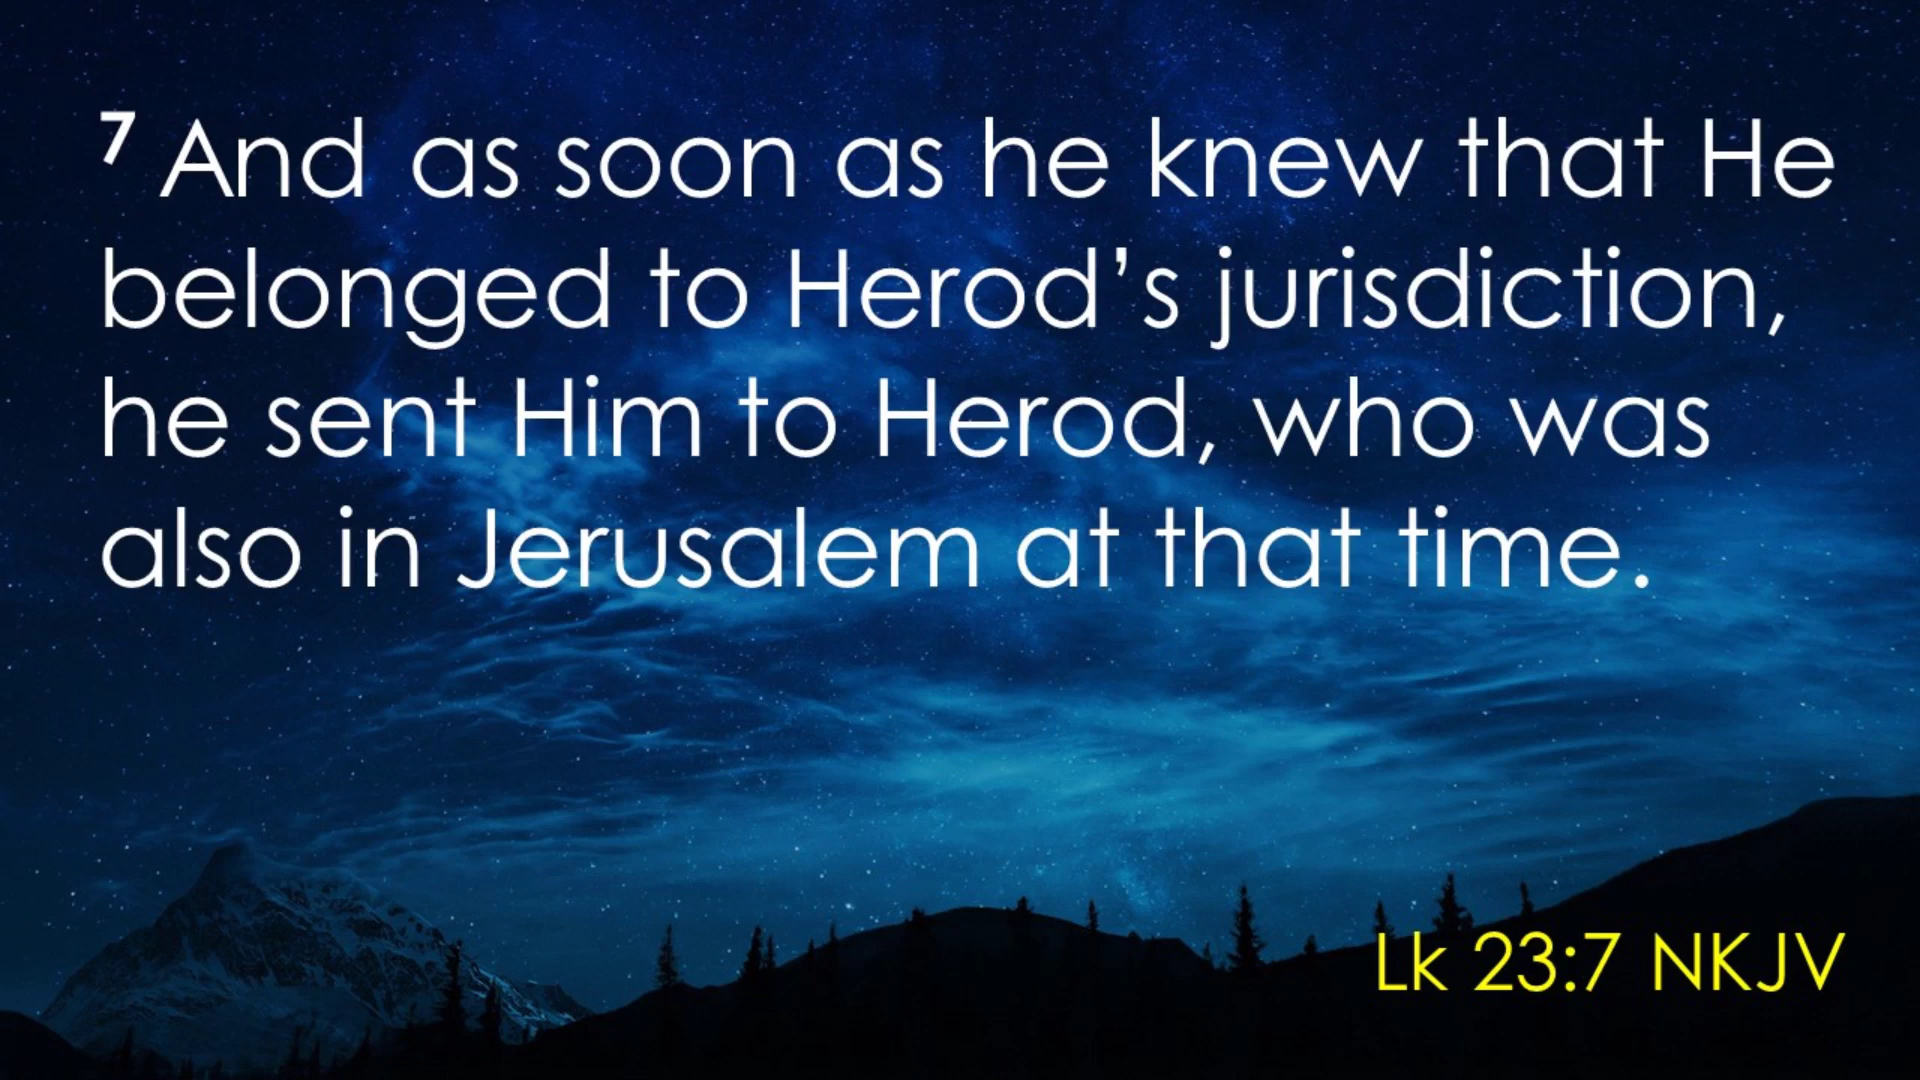 7 And as soon as he knew that He
belonged to Herod’s jurisdiction,
he sent Him to Herod, who was
also in Jerusalem at that time.
Lk 23:7 NKJV